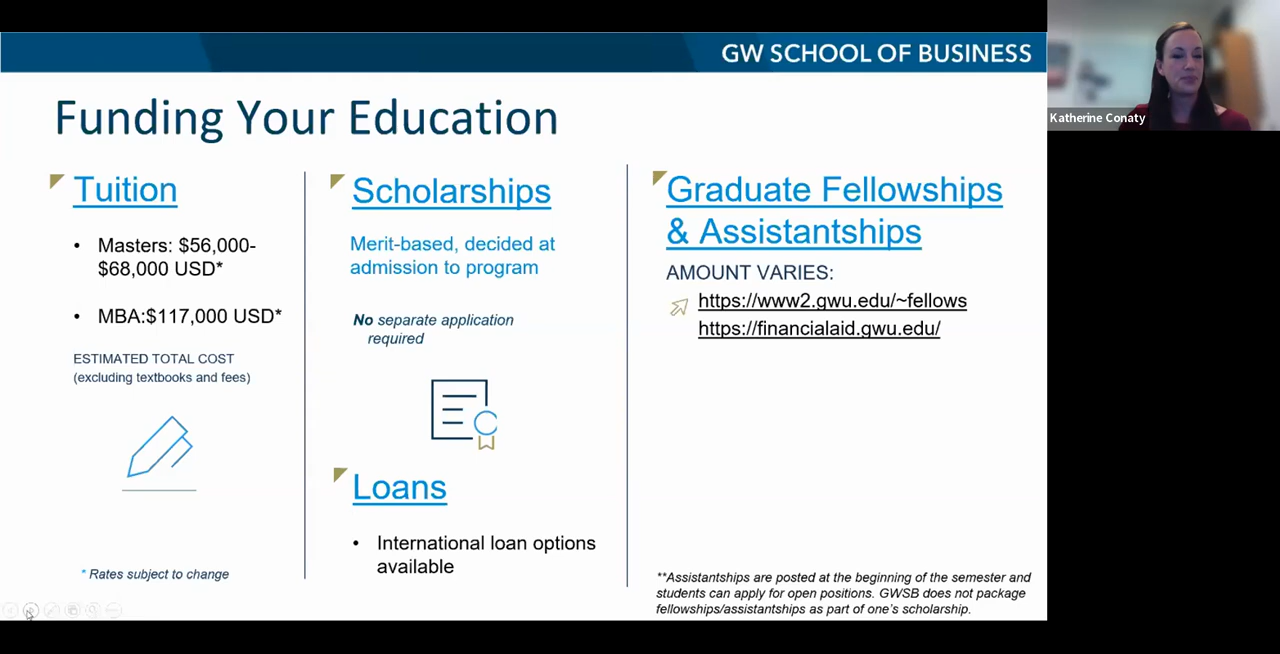 GW SCHOOL OF BUSINESS
Funding Your Education
Katherine Conaty
Tuition
• Masters: $56,000-
$68,000 USD*
• MBA:$117,000 USD*
ESTIMATED TOTAL COST
(excluding textbooks and fees)
* Rates subject to change
Scholarships
Merit-based, decided at
admission to program
No separate application
required
Loans
• International loan options
available
Graduate Fellowships
& Assistantships
AMOUNT VARIES:
https://www2.gwu.edu/~fellows
https://financialaid.gwu.edu/
**Assistantships are posted at the beginning of the semester and
students can apply for open positions. GWSB does not package
fellowships/assistantships as part of one's scholarship.